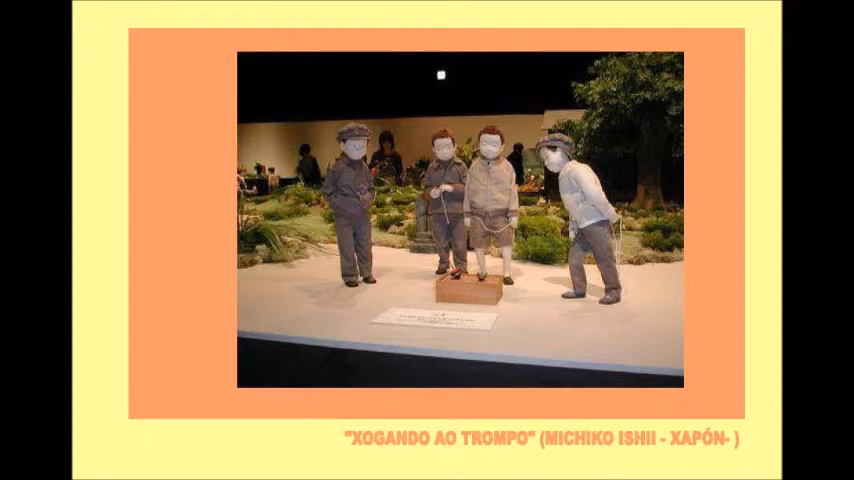 "XOGANDO AO TROMPO" (MICHIKO ISHII - XAPÓN- )